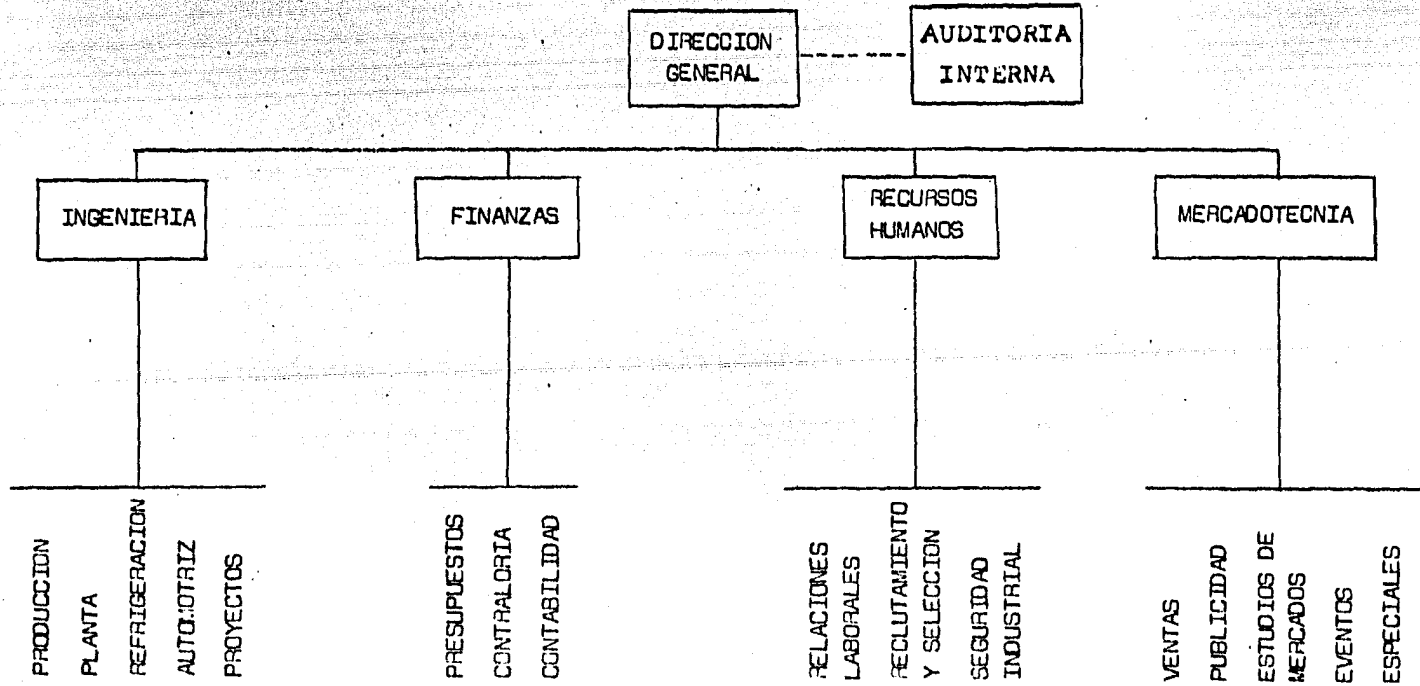 DIRECCION
GENERAL
AUDITORIA
INTERNA
INGENIERIA
FINANZAS
RECURSOS
HUMANOS
MERCADOTECNIA
PRODUCCION
PLANTA
REFRIGERACION
AUTOMOTRIZ
PROYECTOS
PRESUPUESTOS
CONTRALORIA
CONTABILIDAD
RELACIONES
LABORALES
RECLUTAMIENTO
Y SELECCION
SEGURIDAD
INDUSTRIAL
VENTAS
PUBLICIDAD
ESTUDIOS DE
MERCADOS
EVENTOS
ESPECIALES